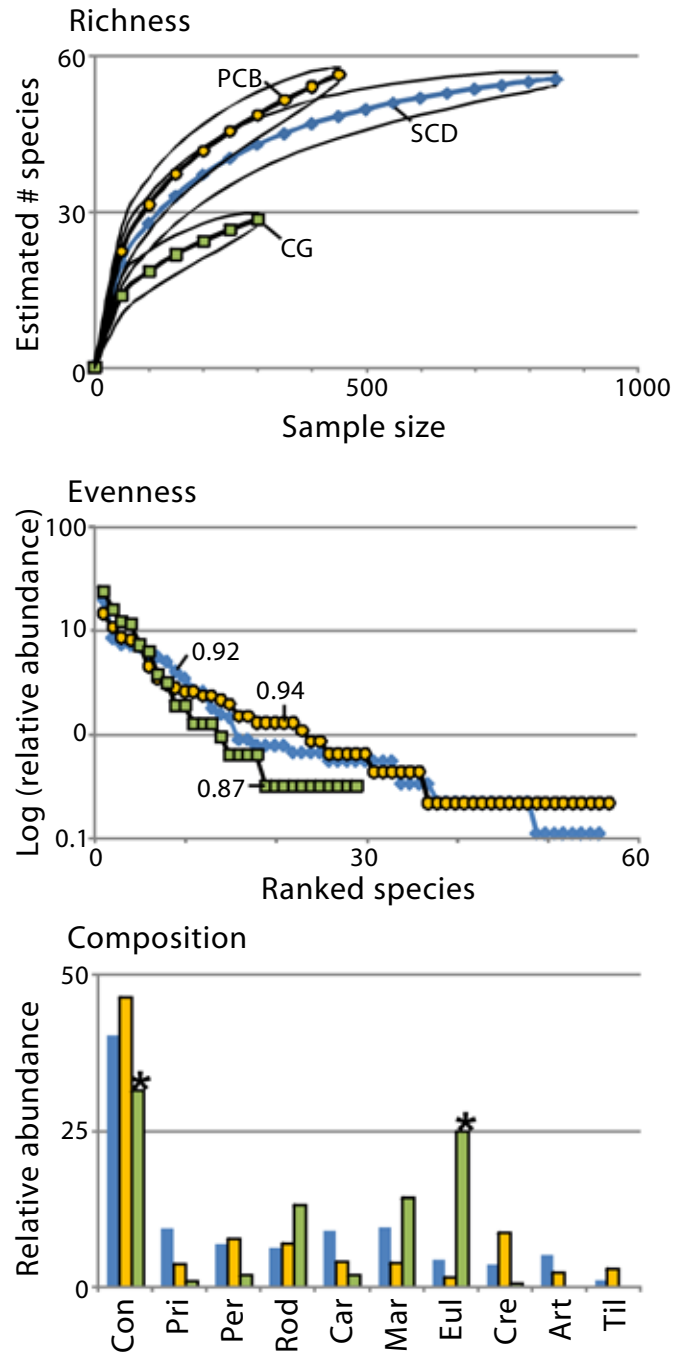 Richness
60
PCB
SCD
30
CG
0
0
500
1000
Estimated # species
Sample size
Evenness
100
10
0.92
0.94
0
0.87
0.1
0
30
60
Log (relative abundance)
Ranked species
Composition
50
*
*
25
0
Relative abundance
Con
Pri
Per
Rod
Car
Mar
Eul
Cre
Art
Til